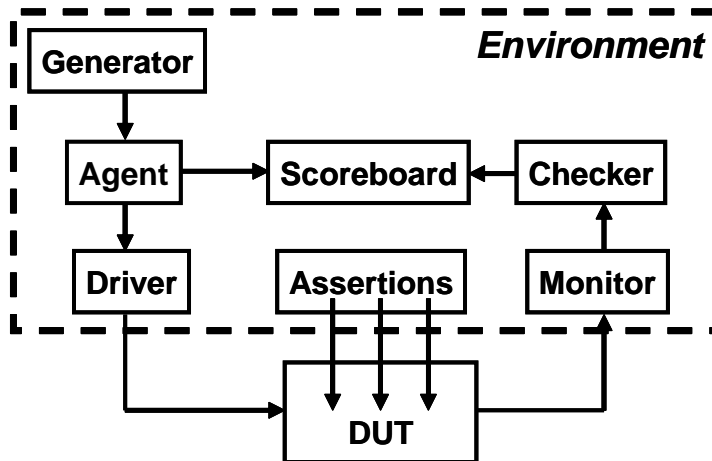 Environment
Generator
Agent
Scoreboard
Checker
Driver
Assertions
Monitor
DUT